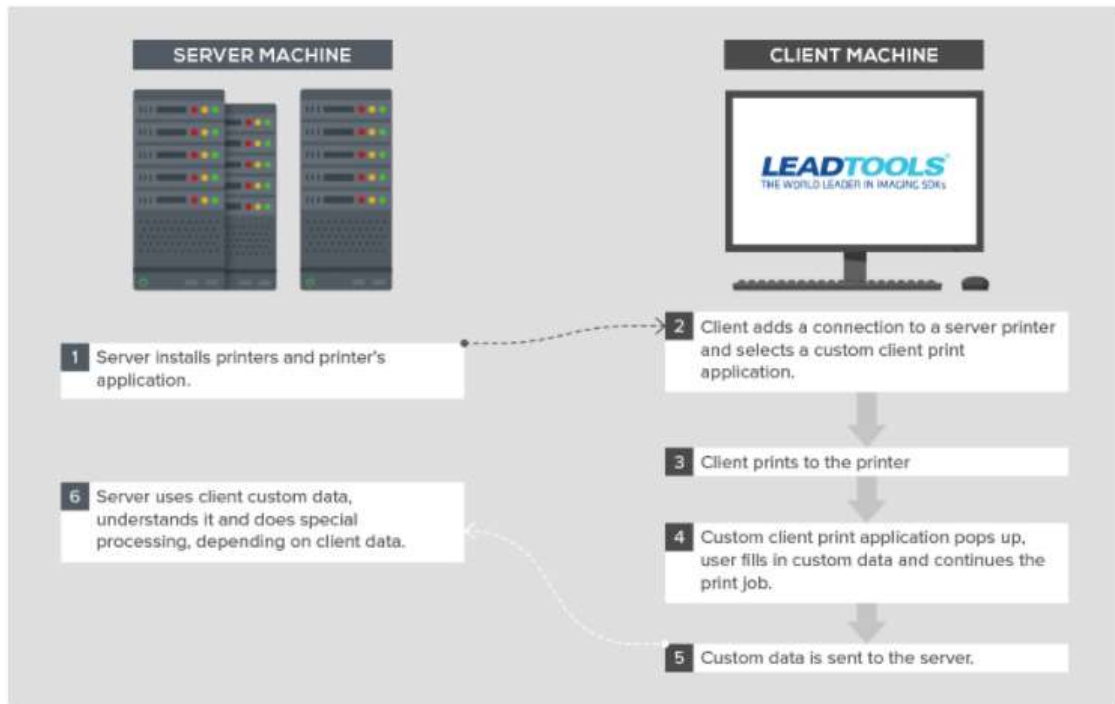 SERVER MACHINE
CLIENT MACHINE
LEADTOOLS
THE WORLD LEADER IN IMAGING SDKs
1 Server installs printers and printer's
application.
2 Client adds a connection to a server printer
and selects a custom client print
application.
3 Client prints to the printer
4 Custom client print application pops up,
user fills in custom data and continues the
print job.
5 Custom data is sent to the server.
6 Server uses client custom data,
understands it and does special
processing, depending on client data.